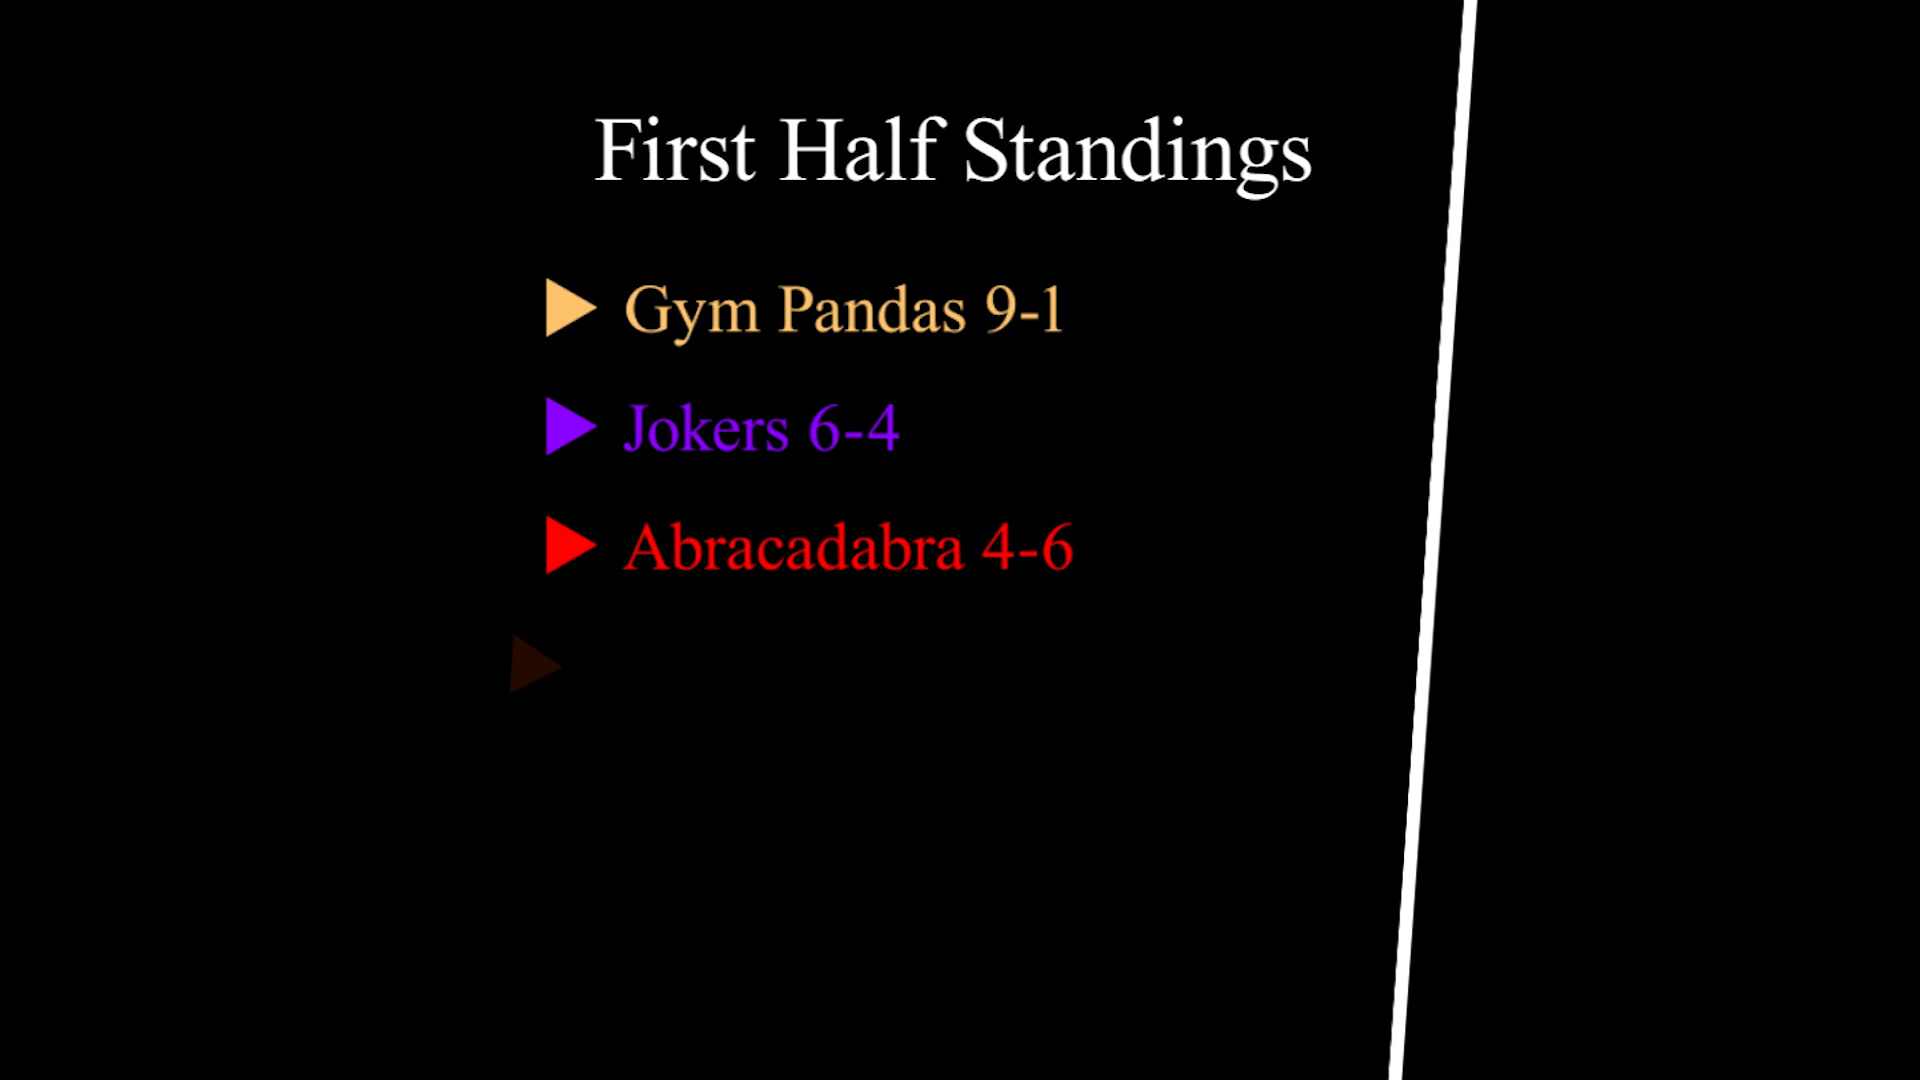 First Half Standings
Gym Pandas 9-1
Jokers 6-4
Abracadabra 4-6